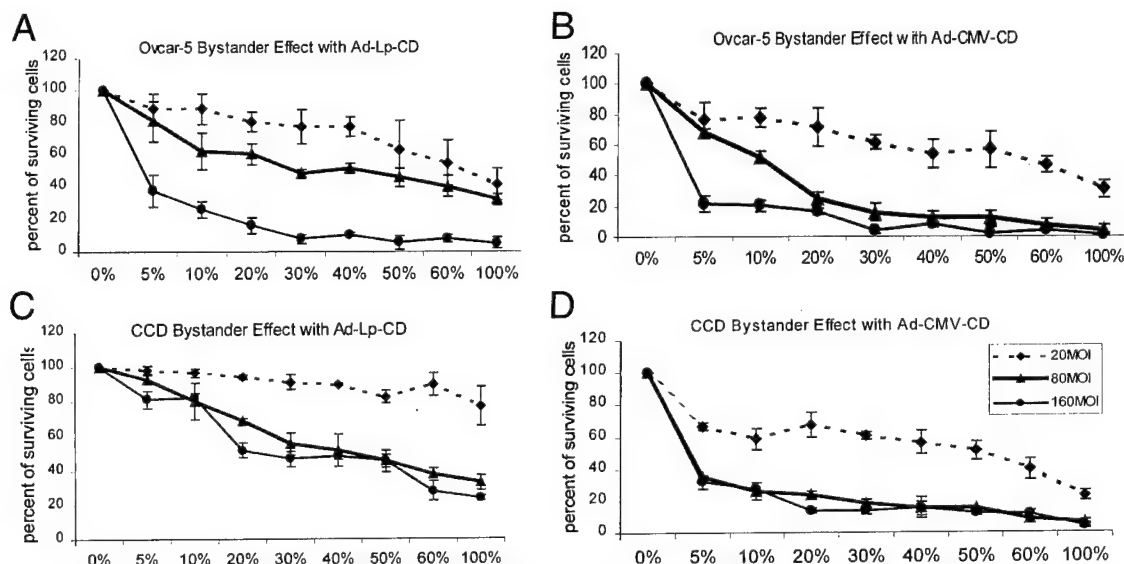 A
Ovcar-5 Bystander Effect with Ad-Lp-CD
percent of surviving cells
120
100
80
60
40
20
0
0% 5% 10% 20% 30% 40% 50% 60% 100%
B
Ovcar-5 Bystander Effect with Ad-CMV-CD
percent of surviving cells
120
100
80
60
40
20
0
0% 5% 10% 20% 30% 40% 50% 60% 100%
C
CCD Bystander Effect with Ad-Lp-CD
percent of surviving cells
120
100
80
60
40
20
0
0% 5% 10% 20% 30% 40% 50% 60% 100%
D
CCD Bystander Effect with Ad-CMV-CD
percent of surviving cells
120
100
80
60
40
20
0
0% 5% 10% 20% 30% 40% 50% 60% 100%
20MOI
80MOI
160MOI